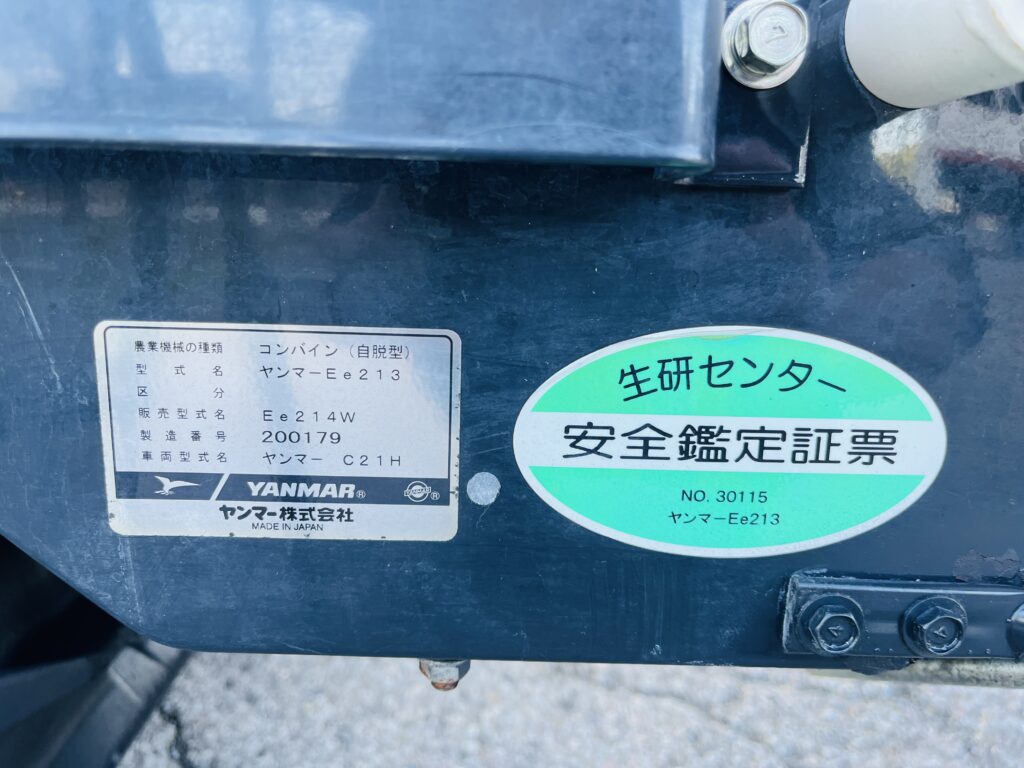 農業機械の種類 コンバイン（自脱型）
型式名 ヤンマーＥｅ２１３
区分
販売型式名 Ｅｅ２１４Ｗ
製造番号 200179
車両型式名 ヤンマー Ｃ２１Ｈ
YANMAR® ®
ヤンマー株式会社
MADE IN JAPAN
生研センター
安全鑑定証票
NO. 30115
ヤンマーEe213